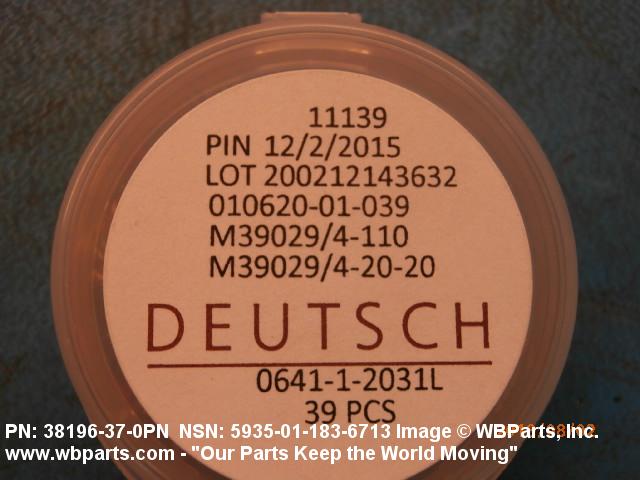 11139
PIN 12/2/2015
LOT 200212143632
010620-01-039
M39029/4-110
M39029/4-20-20
DEUTSCH
0641-1-2031L
39 PCS
PN: 38196-37-0PN NSN: 5935-01-183-6713 Image © WBParts, Inc.
www.wbparts.com - "Our Parts Keep the World Moving"